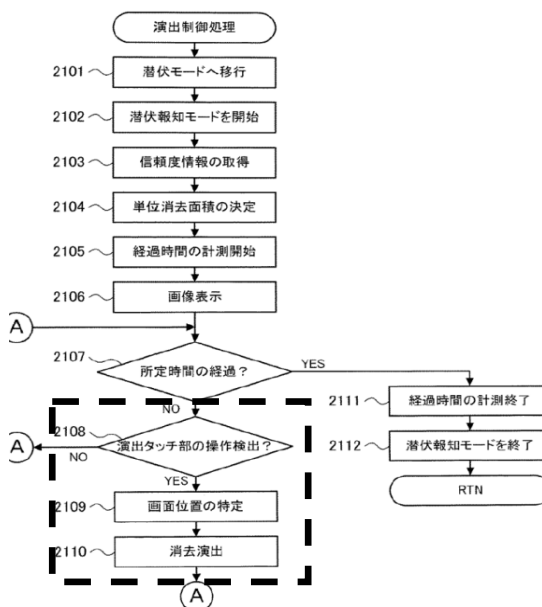 演出制御処理
2101 潜伏モードへ移行
2102 潜伏報知モードを開始
2103 信頼度情報の取得
2104 単位消去面積の決定
2105 経過時間の計測開始
2106 画像表示
A
2107 所定時間の経過? YES
NO
2111 経過時間の計測終了
2108 演出タッチ部の操作検出?
A NO
2112 潜伏報知モードを終了
YES
RTN
2109 画面位置の特定
2110 消去演出
A